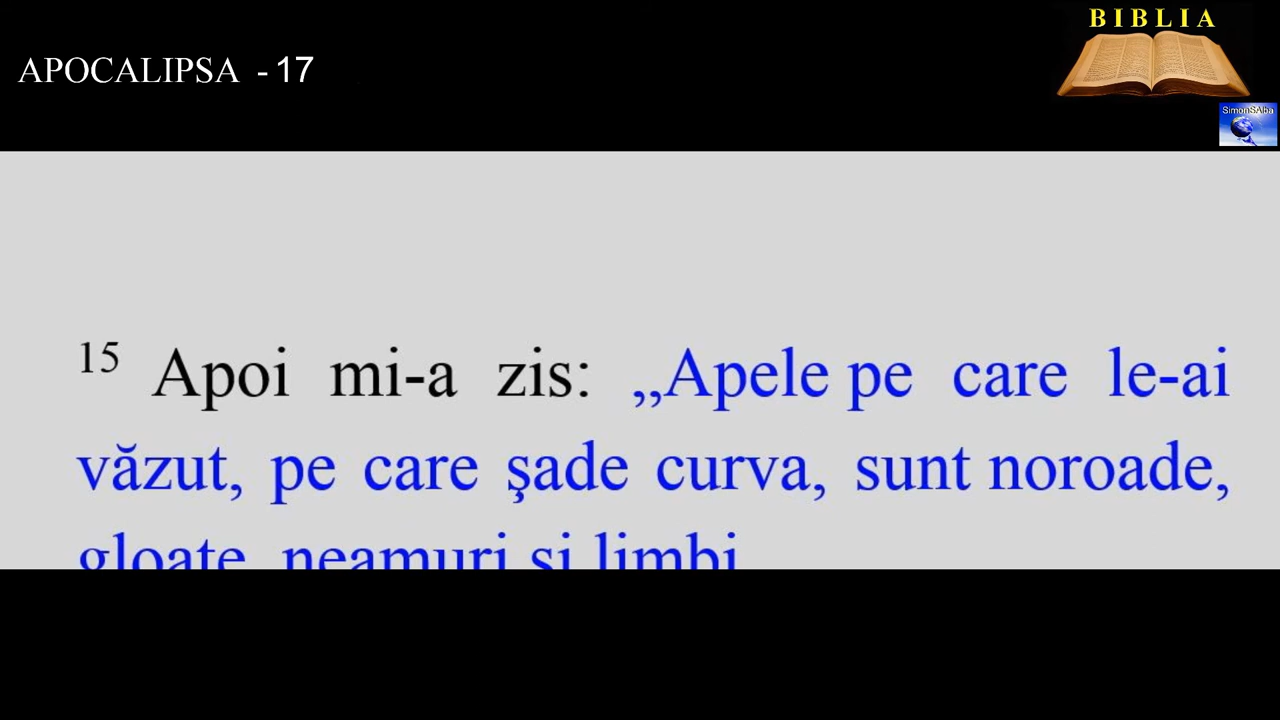 BIBLIA
APOCALIPSA - 17
SimonSAlba
15 Apoi mi-a zis: ,,Apele pe care le-ai
văzut, pe care şade curva, sunt noroade,
gloate, neamuri şi limbi